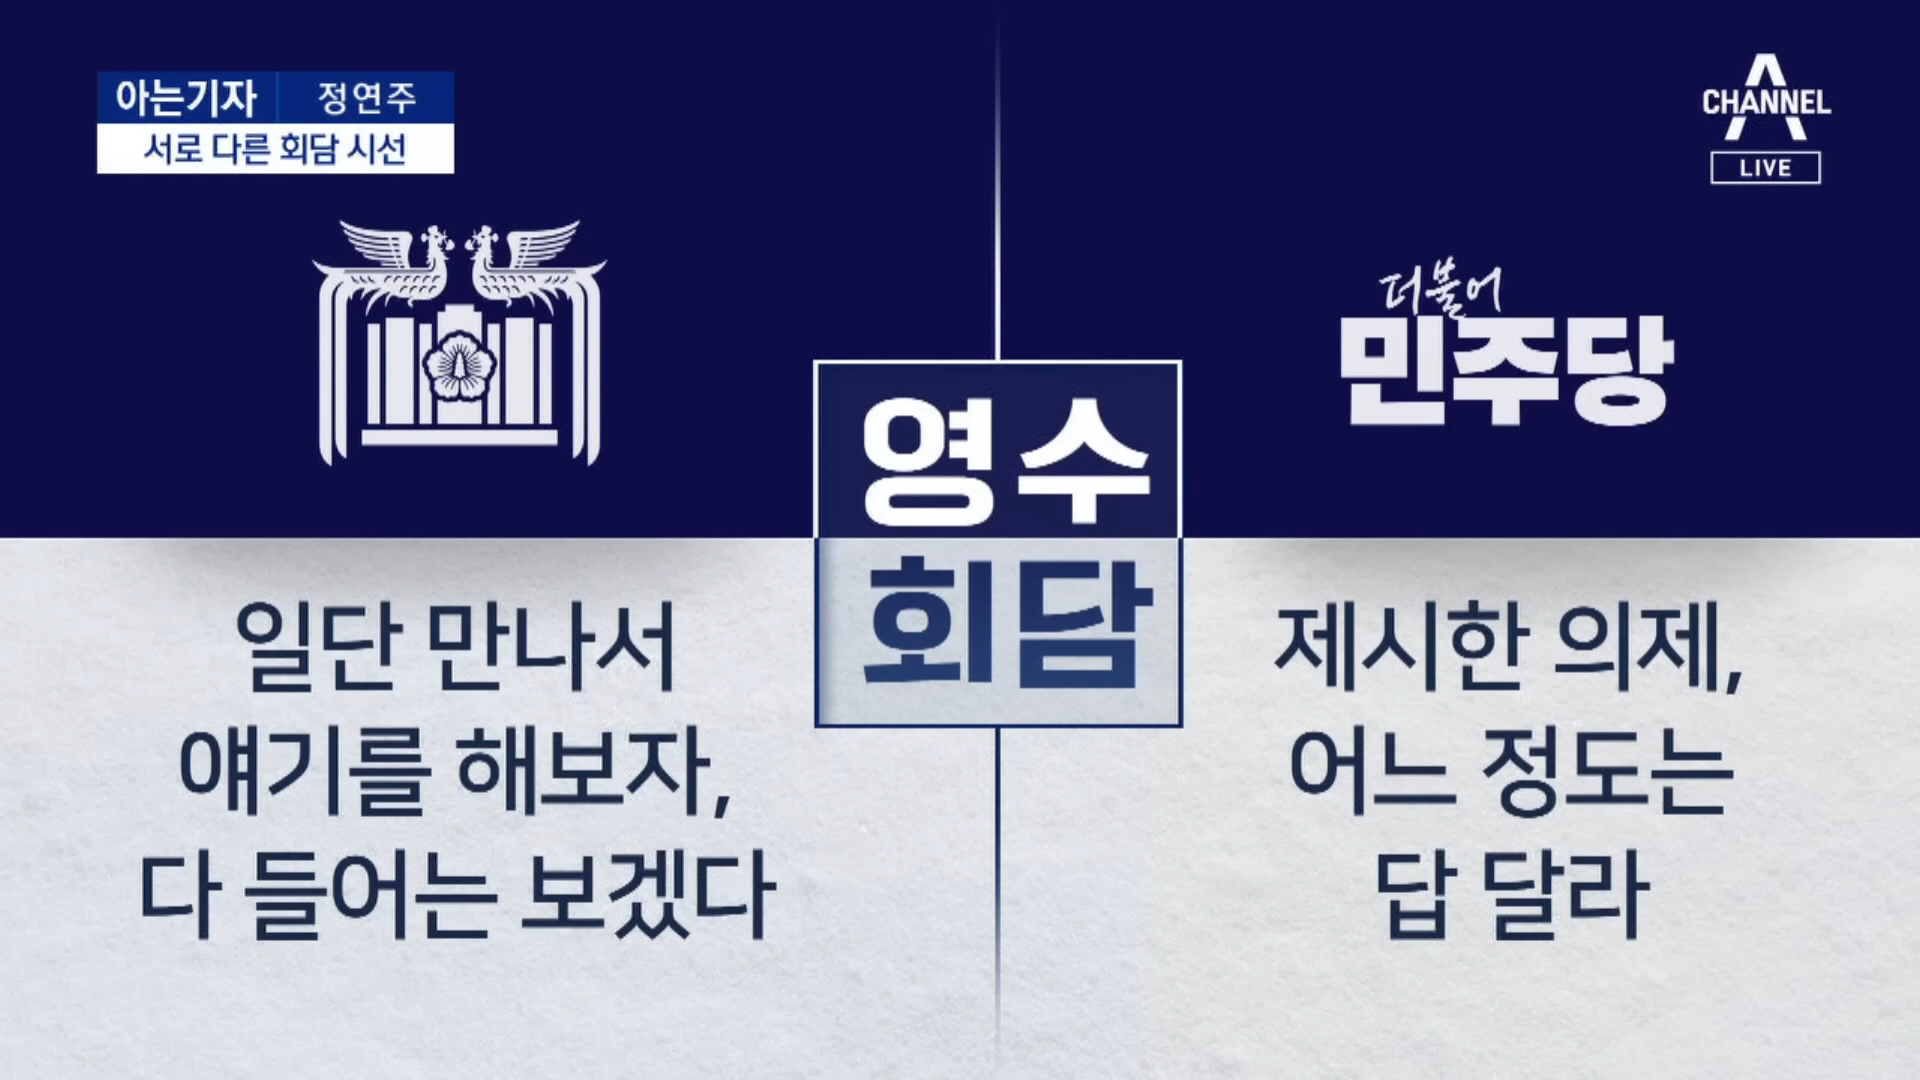 아는기자 정연주
서로 다른 회담 시선
CHANNEL A
LIVE
더불어
민주당
영수
회담
일단 만나서
얘기를 해보자,
다 들어는 보겠다
제시한 의제,
어느 정도는
답 달라